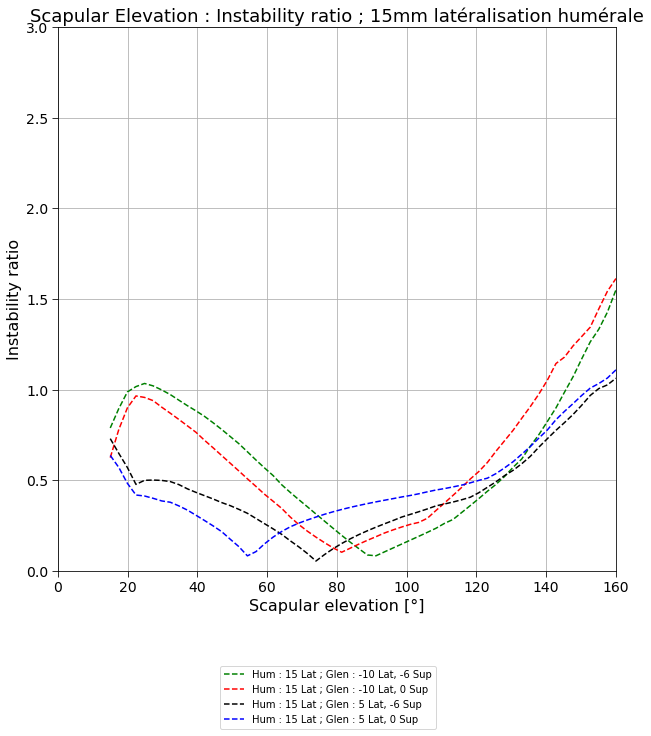 Scapular Elevation : Instability ratio ; 15mm latéralisation humérale
3.0
2.5
2.0
1.5
1.0
0.5
0.0
Instability ratio
0 20 40 60 80 100 120 140 160
Scapular elevation [°]
Hum : 15 Lat ; Glen : -10 Lat, -6 Sup
Hum : 15 Lat ; Glen : -10 Lat, 0 Sup
Hum : 15 Lat ; Glen : 5 Lat, -6 Sup
Hum : 15 Lat ; Glen : 5 Lat, 0 Sup